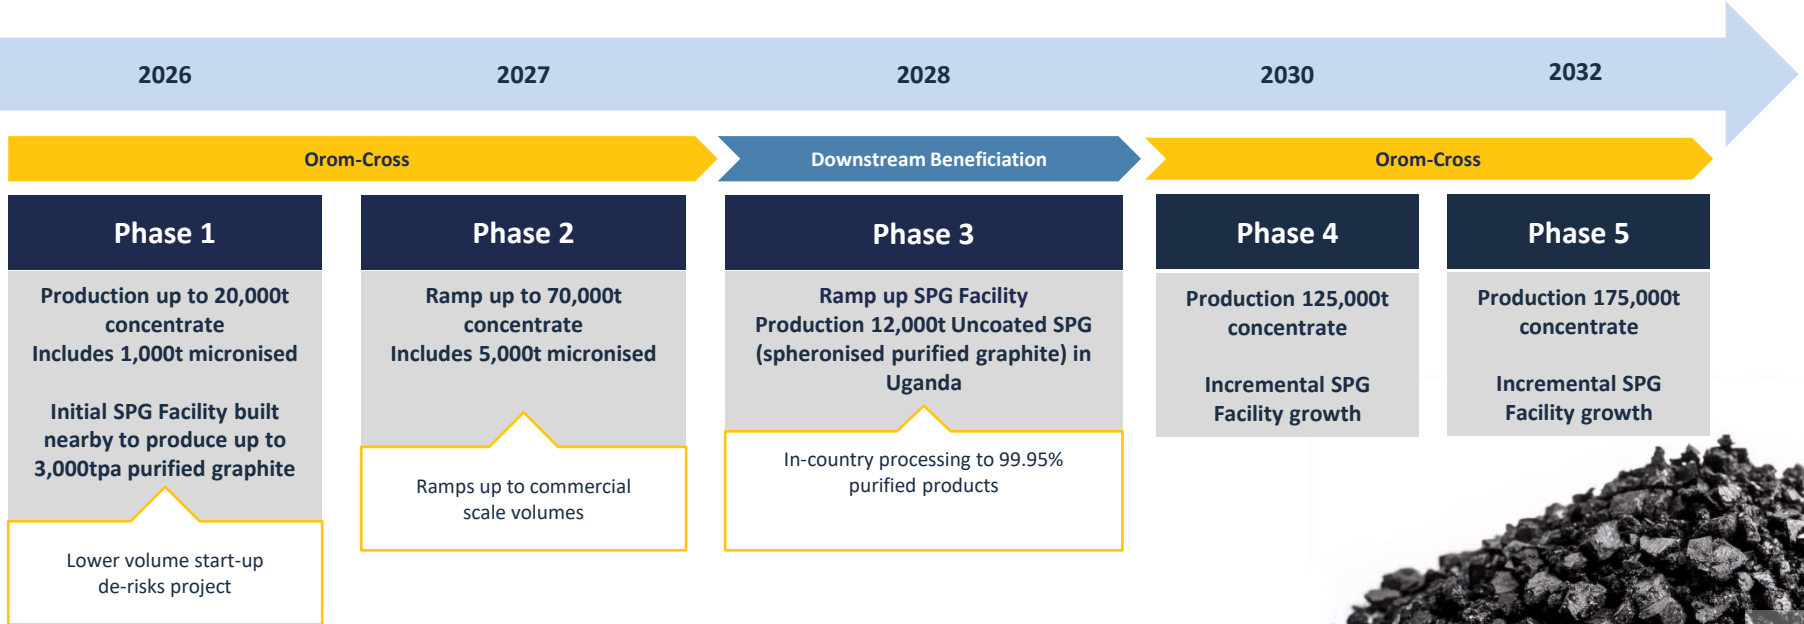 2026
2027
2028
2030
2032
Orom-Cross
Downstream Beneficiation
Orom-Cross
Phase 1
Production up to 20,000t
concentrate
Includes 1,000t micronised
Initial SPG Facility built
nearby to produce up to
3,000tpa purified graphite
Lower volume start-up
de-risks project
Phase 2
Ramp up to 70,000t
concentrate
Includes 5,000t micronised
Ramps up to commercial
scale volumes
Phase 3
Ramp up SPG Facility
Production 12,000t Uncoated SPG
(spheronised purified graphite) in
Uganda
In-country processing to 99.95%
purified products
Phase 4
Production 125,000t
concentrate
Incremental SPG
Facility growth
Phase 5
Production 175,000t
concentrate
Incremental SPG
Facility growth